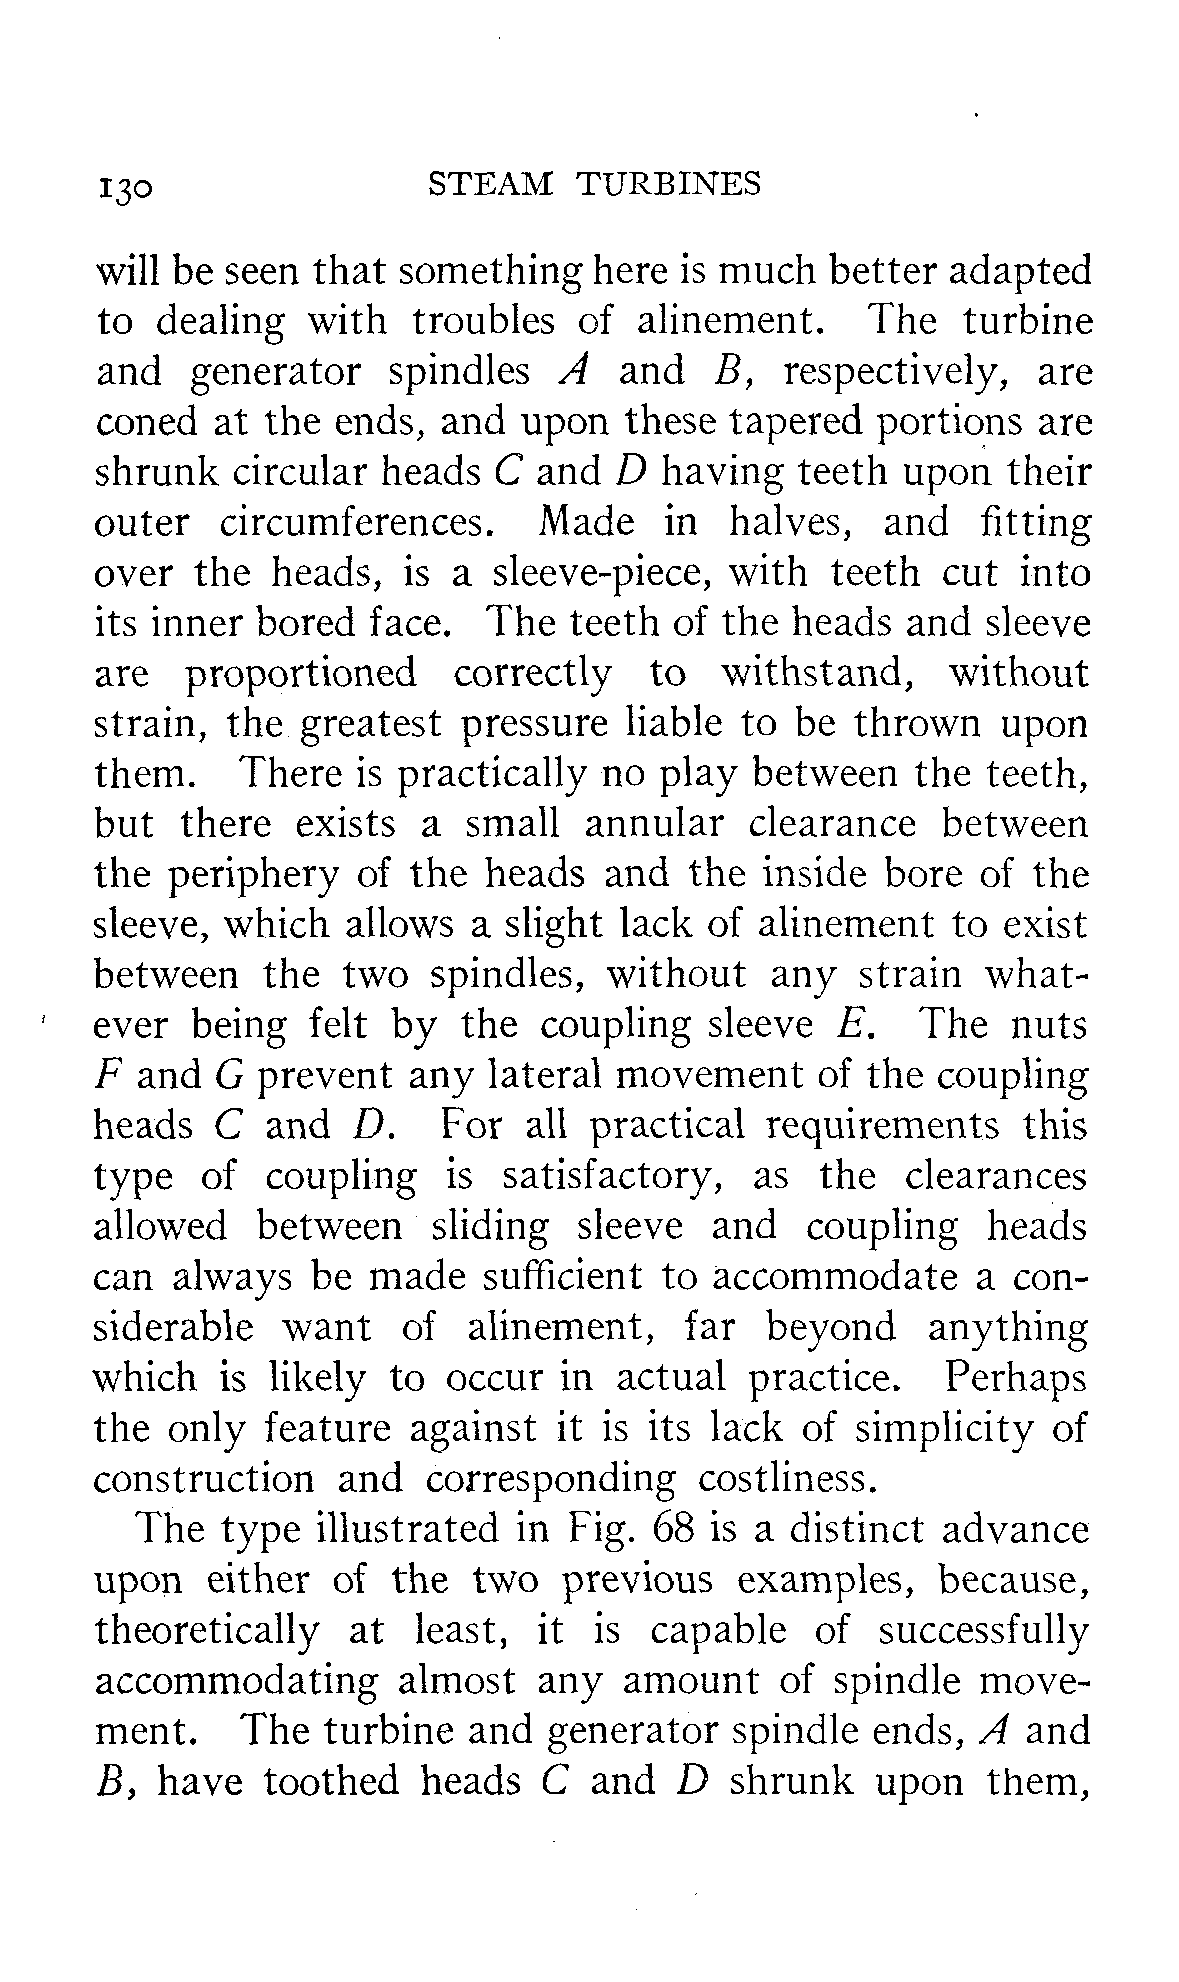 130 STEAM TURBINES
will be seen that something here is much better adapted
to dealing with troubles of alinement. The turbine
and generator spindles A and B, respectively, are
coned at the ends, and upon these tapered portions are
shrunk circular heads C and D having teeth upon their
outer circumferences. Made in halves, and fitting
over the heads, is a sleeve-piece, with teeth cut into
its inner bored face. The teeth of the heads and sleeve
are proportioned correctly to withstand, without
strain, the greatest pressure liable to be thrown upon
them. There is practically no play between the teeth,
but there exists a small annular clearance between
the periphery of the heads and the inside bore of the
sleeve, which allows a slight lack of alinement to exist
between the two spindles, without any strain what-
ever being felt by the coupling sleeve E. The nuts
F and G prevent any lateral movement of the coupling
heads C and D. For all practical requirements this
type of coupling is satisfactory, as the clearances
allowed between sliding sleeve and coupling heads
can always be made sufficient to accommodate a con-
siderable want of alinement, far beyond anything
which is likely to occur in actual practice. Perhaps
the only feature against it is its lack of simplicity of
construction and corresponding costliness.
The type illustrated in Fig. 68 is a distinct advance
upon either of the two previous examples, because,
theoretically at least, it is capable of successfully
accommodating almost any amount of spindle move-
ment. The turbine and generator spindle ends, A and
B, have toothed heads C and D shrunk upon them,